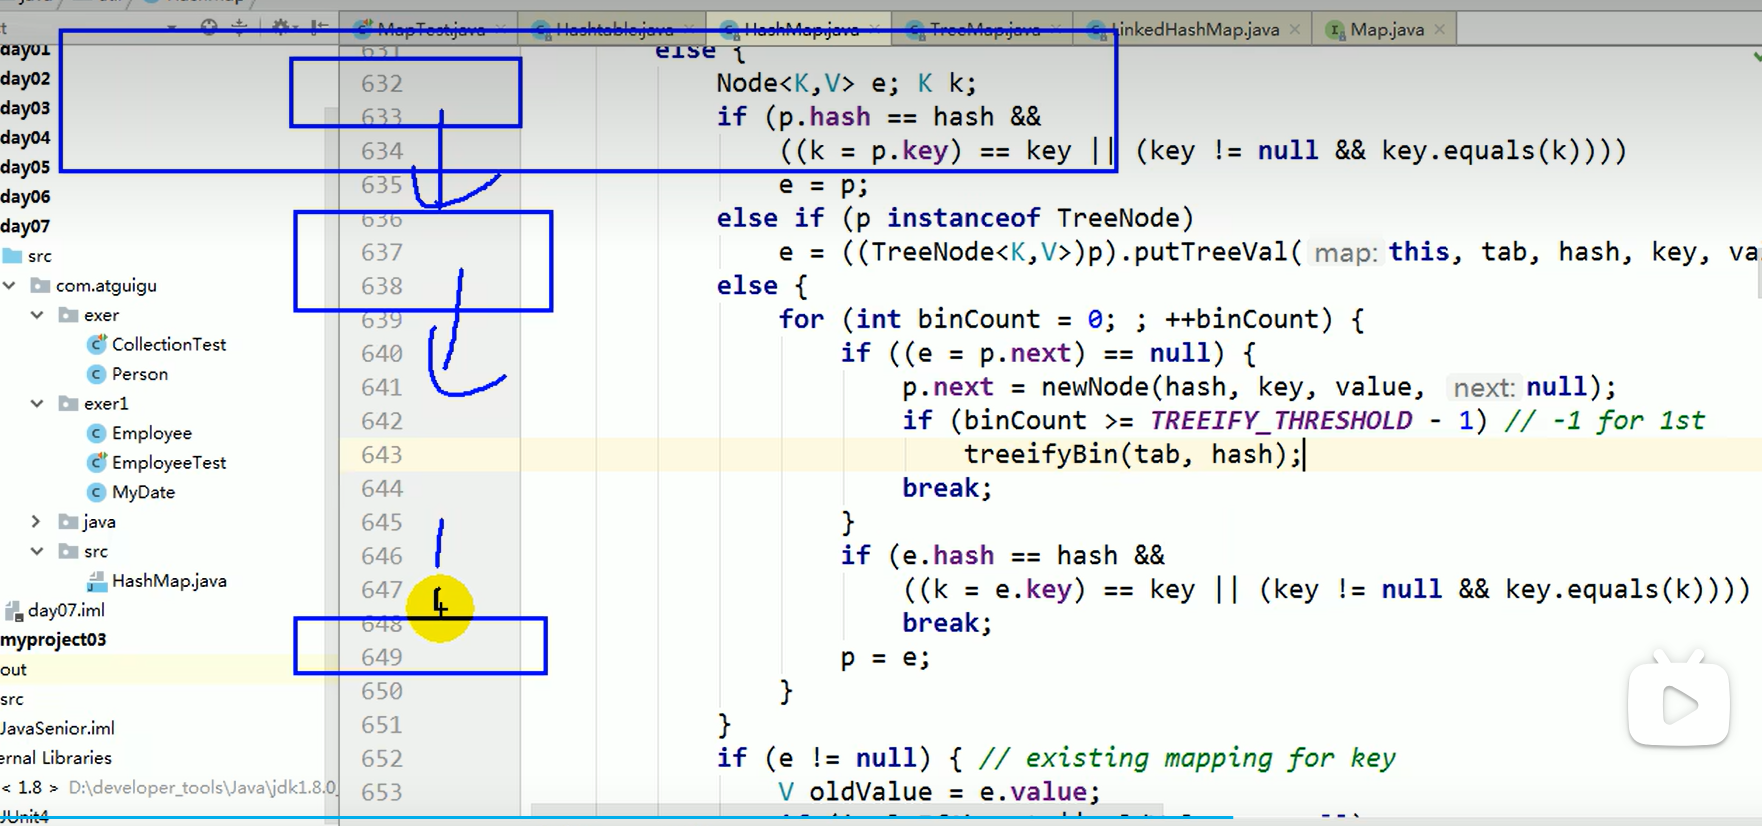 MapTest.java
Hashtable.java
HashMap.java
TreeMap.java
LinkedHashMap.java
Map.java
day01
day02
day03
day04
day05
day06
day07
src
com.atguigu
exer
CollectionTest
Person
exer1
Employee
EmployeeTest
MyDate
java
src
HashMap.java
day07.iml
myproject03
out
src
JavaSenior.iml
ernal Libraries
< 1.8 > D:\developer_tools\Java\jdk1.8.0_
JUnit4
631 else {
632 Node<K,V> e; K k;
633 if (p.hash == hash &&
634 ((k = p.key) == key || (key != null && key.equals(k))))
635 e = p;
636 else if (p instanceof TreeNode)
637 e = ((TreeNode<K,V>)p).putTreeVal( map: this, tab, hash, key, va
638 else {
639 for (int binCount = 0; ; ++binCount) {
640 if ((e = p.next) == null) {
641 p.next = newNode(hash, key, value, next: null);
642 if (binCount >= TREEIFY_THRESHOLD - 1) // -1 for 1st
643 treeifyBin(tab, hash);
644 break;
645 }
646 if (e.hash == hash &&
647 ((k = e.key) == key || (key != null && key.equals(k))))
648 break;
649 p = e;
650 }
651 }
652 if (e != null) { // existing mapping for key
653 V oldValue = e.value;